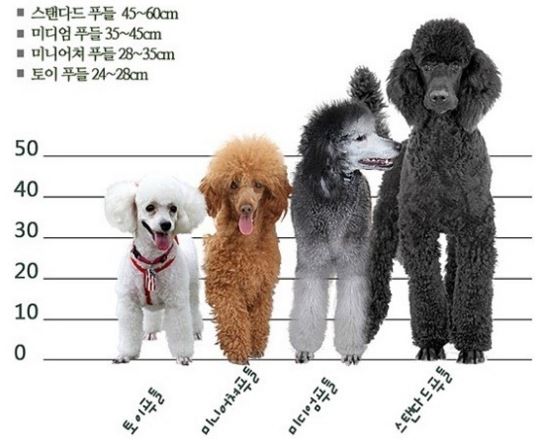 ■ 스탠다드 푸들 45~60cm
■ 미디엄 푸들 35~45cm
■ 미니어쳐 푸들 28~35cm
■ 토이 푸들 24~28cm
50
40
30
20
10
0
토이푸들
미니어쳐푸들
미디엄푸들
스탠다드푸들